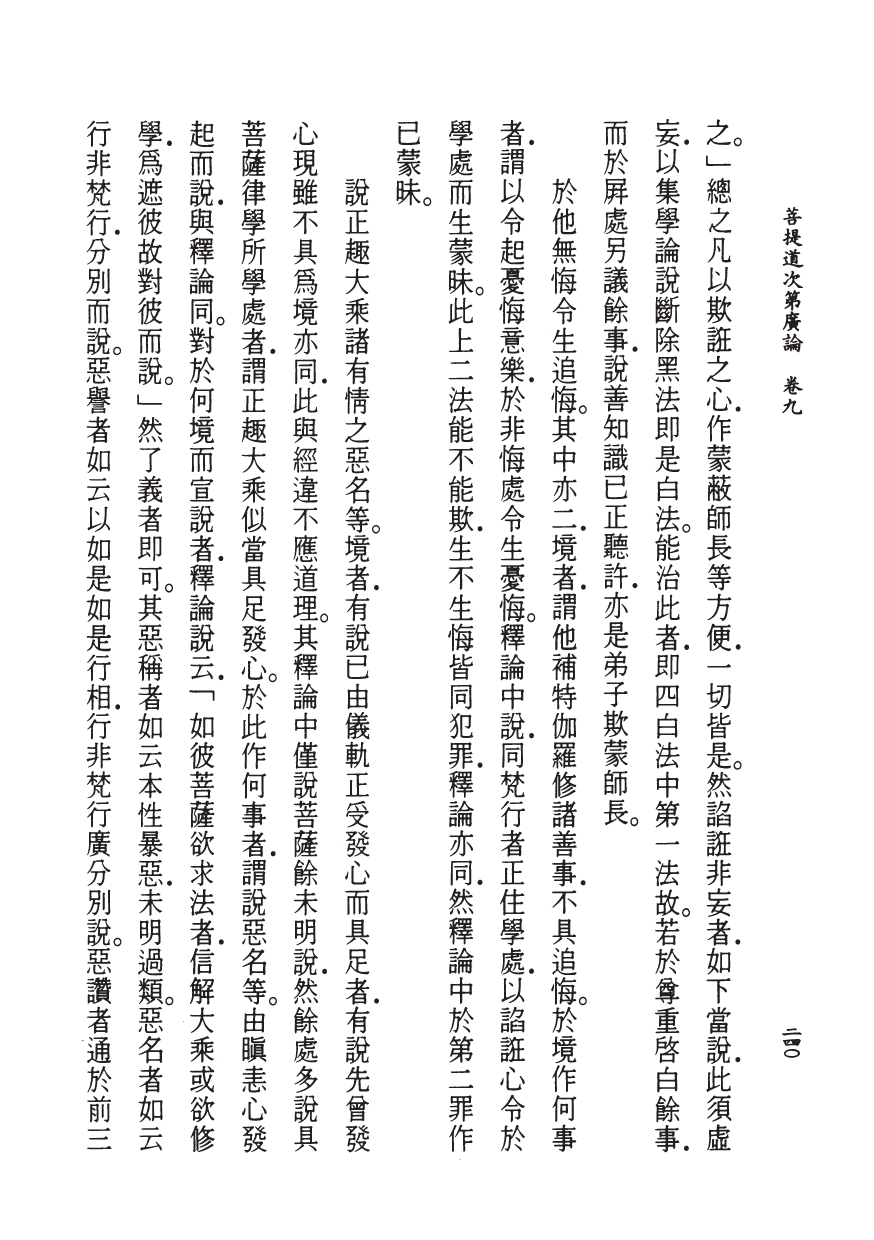 菩提道次第廣論　卷九
二四〇
之。」總之凡以欺誑之心．作蒙蔽師長等方便．一切皆是。然諂誑非妄者．如下當說．此須虛
妄．以集學論說斷除黑法即是白法。能治此者．即四白法中第一法故。若於尊重啓白餘事．
而於屛處另議餘事．說善知識已正聽許．亦是弟子欺蒙師長。
於他無悔令生追悔。其中亦二．境者．謂他補特伽羅修諸善事．不具追悔。於境作何事
者．謂以令起憂悔意樂．於非悔處令生憂悔。釋論中說．同梵行者正住學處．以諂誑心令於
學處而生蒙昧。此上二法能不能欺．生不生悔皆同犯罪．釋論亦同．然釋論中於第二罪作
已蒙昧。
說正趣大乘諸有情之惡名等。境者．有說已由儀軌正受發心而具足者．有說先曾發
心現雖不具爲境亦同．此與經違不應道理。其釋論中僅說菩薩餘未明說．然餘處多說具
菩薩律學所學處者．謂正趣大乘似當具足發心。於此作何事者．謂說惡名等。由瞋恚心發
起而說．與釋論同。對於何境而宣說者．釋論說云．「如彼菩薩欲求法者．信解大乘或欲修
學．爲遮彼故對彼而說。」然了義者即可。其惡稱者如云本性暴惡．未明過類。惡名者如云
行非梵行．分別而說。惡譽者如云以如是如是行相．行非梵行廣分別說。惡讚者通於前三